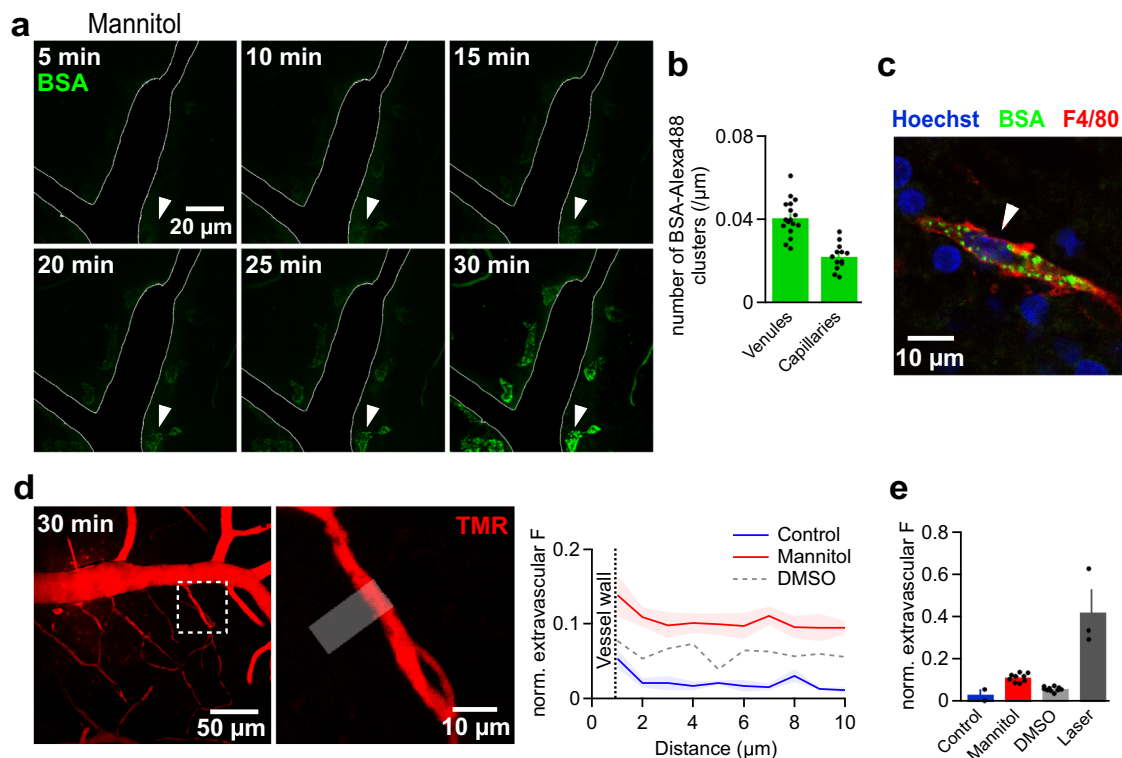 a
Mannitol
5 min
BSA
20 µm
10 min
15 min
20 min
25 min
30 min
b
number of BSA-Alexa488
clusters (/µm)
0.08
0.04
0
Venules
Capillaries
c
Hoechst BSA F4/80
10 µm
d
30 min
50 µm
TMR
10 µm
norm. extravascular F
0.2
0.1
0
Vessel wall
Control
Mannitol
DMSO
0 2 4 6 8 10
Distance (µm)
e
norm. extravascular F
0.8
0.6
0.4
0.2
0
Control
Mannitol
DMSO
Laser